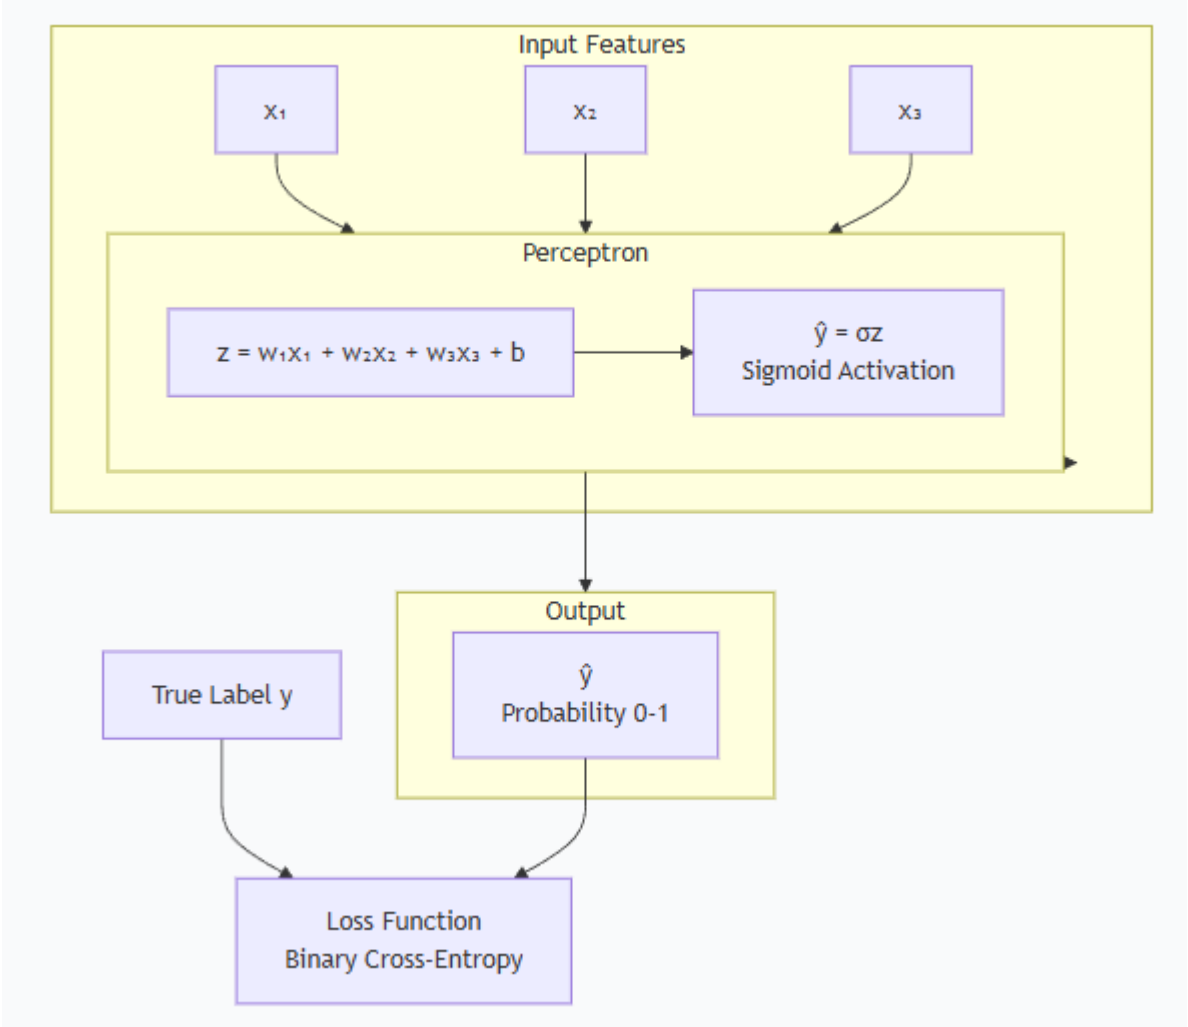 Input Features
x₁
x₂
x₃
Perceptron
z = w₁x₁ + w₂x₂ + w₃x₃ + b
ŷ = σz
Sigmoid Activation
Output
ŷ
Probability 0-1
True Label y
Loss Function
Binary Cross-Entropy